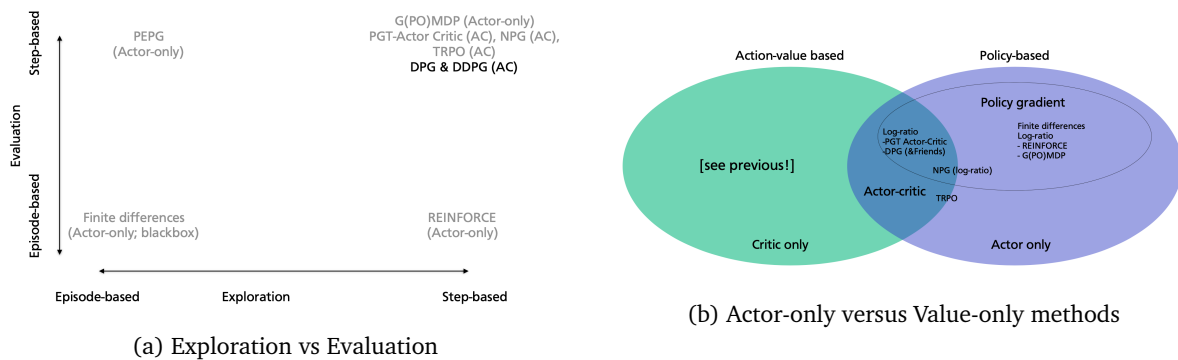 Step-based
Evaluation
Episode-based
PEPG
(Actor-only)
G(PO)MDP (Actor-only)
PGT-Actor Critic (AC), NPG (AC),
TRPO (AC)
DPG & DDPG (AC)
Finite differences
(Actor-only; blackbox)
REINFORCE
(Actor-only)
Episode-based
Exploration
Step-based
(a) Exploration vs Evaluation
Action-value based
Policy-based
Policy gradient
Log-ratio
-PGT Actor-Critic
-DPG (&Friends)
Finite differences
Log-ratio
- REINFORCE
- G(PO)MDP
[see previous!]
NPG (log-ratio)
Actor-critic
TRPO
Critic only
Actor only
(b) Actor-only versus Value-only methods